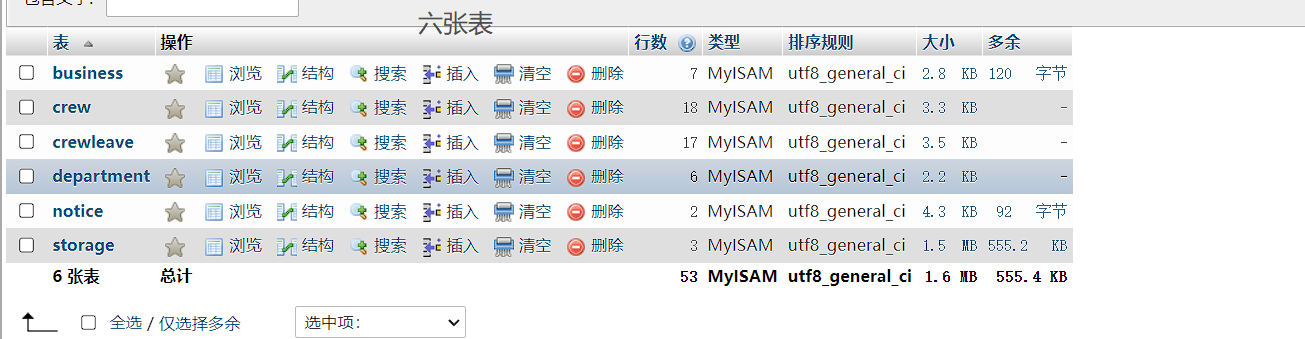 六张表
表 操作 行数 类型 排序规则 大小 多余
business 浏览 结构 搜索 插入 清空 删除 7 MyISAM utf8_general_ci 2.8 KB 120 字节
crew 浏览 结构 搜索 插入 清空 删除 18 MyISAM utf8_general_ci 3.3 KB -
crewleave 浏览 结构 搜索 插入 清空 删除 17 MyISAM utf8_general_ci 3.5 KB -
department 浏览 结构 搜索 插入 清空 删除 6 MyISAM utf8_general_ci 2.2 KB -
notice 浏览 结构 搜索 插入 清空 删除 2 MyISAM utf8_general_ci 4.3 KB 92 字节
storage 浏览 结构 搜索 插入 清空 删除 3 MyISAM utf8_general_ci 1.5 MB 555.2 KB
6 张表 总计 53 MyISAM utf8_general_ci 1.6 MB 555.4 KB
全选 / 仅选择多余 选中项：